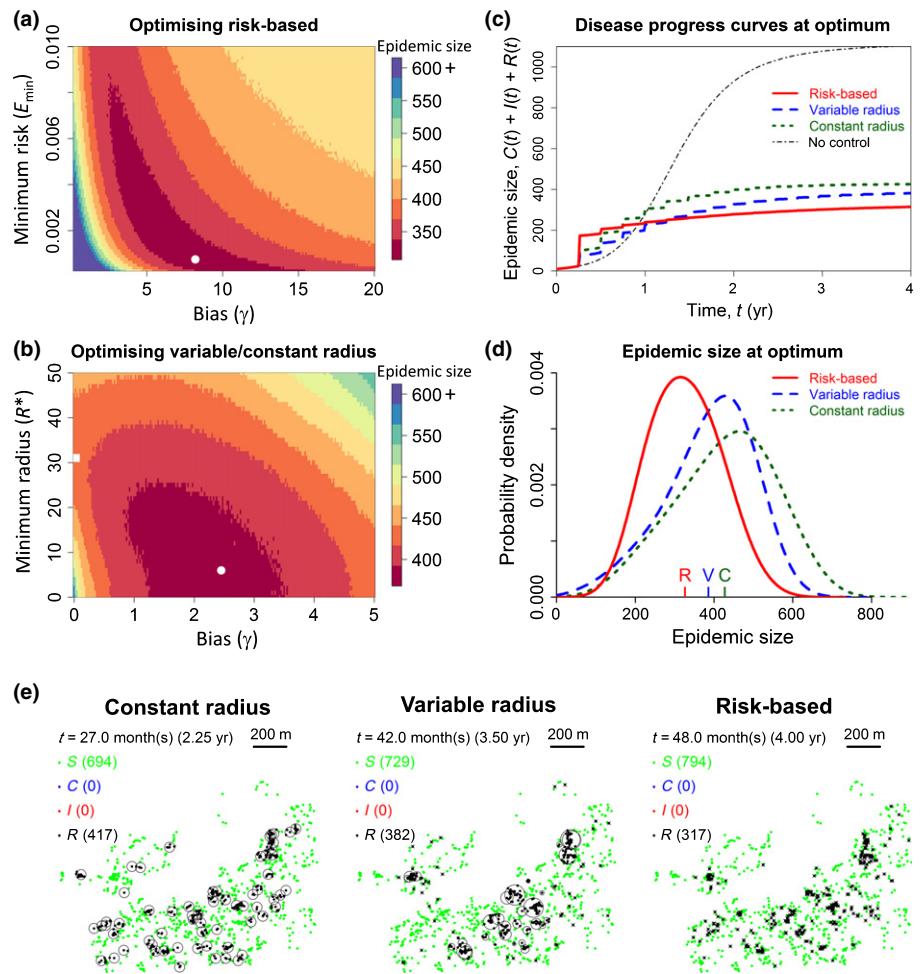 (a)
Optimising risk-based
Epidemic size
600 +
550
500
450
400
350
0.010
0.006
0.002
Minimum risk (Emin)
5
10
15
20
Bias (γ)
(b)
Optimising variable/constant radius
Epidemic size
600 +
550
500
450
400
50
40
30
20
10
0
Minimum radius (R*)
0
1
2
3
4
5
Bias (γ)
(c)
Disease progress curves at optimum
Epidemic size, C(t) + I(t) + R(t)
1000
800
600
400
200
0
Risk-based
Variable radius
Constant radius
No control
0
1
2
3
4
Time, t (yr)
(d)
Epidemic size at optimum
Probability density
0.004
0.002
0.000
Risk-based
Variable radius
Constant radius
R V C
0
200
400
600
800
Epidemic size
(e)
Constant radius
t = 27.0 month(s) (2.25 yr)
200 m
S (694)
C (0)
I (0)
R (417)
Variable radius
t = 42.0 month(s) (3.50 yr)
200 m
S (729)
C (0)
I (0)
R (382)
Risk-based
t = 48.0 month(s) (4.00 yr)
200 m
S (794)
C (0)
I (0)
R (317)